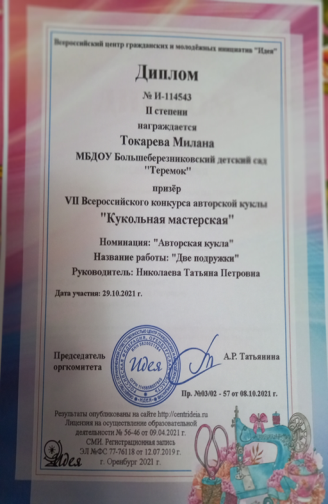 Всероссийский центр гражданских и молодёжных инициатив "Идея"
Диплом
№ И-114543
II степени
награждается
Токарева Милана
МБДОУ Большеберезниковский детский сад
"Теремок"
призёр
VII Всероссийского конкурса авторской куклы
"Кукольная мастерская"
Номинация: "Авторская кукла"
Название работы: "Две подружки"
Руководитель: Николаева Татьяна Петровна
Дата участия: 29.10.2021 г.
Председатель
оргкомитета
Идея
А.Р. Татьянина
Пр. №03/02 - 57 от 08.10.2021 г.
Результаты опубликованы на сайте http://centrideia.ru
Лицензия на осуществление образовательной
деятельности № 56-46 от 09.04.2021 г.
СМИ. Регистрационная запись
ЭЛ №ФС 77-76118 от 12.07.2019 г.
г. Оренбург 2021 г.
Идея